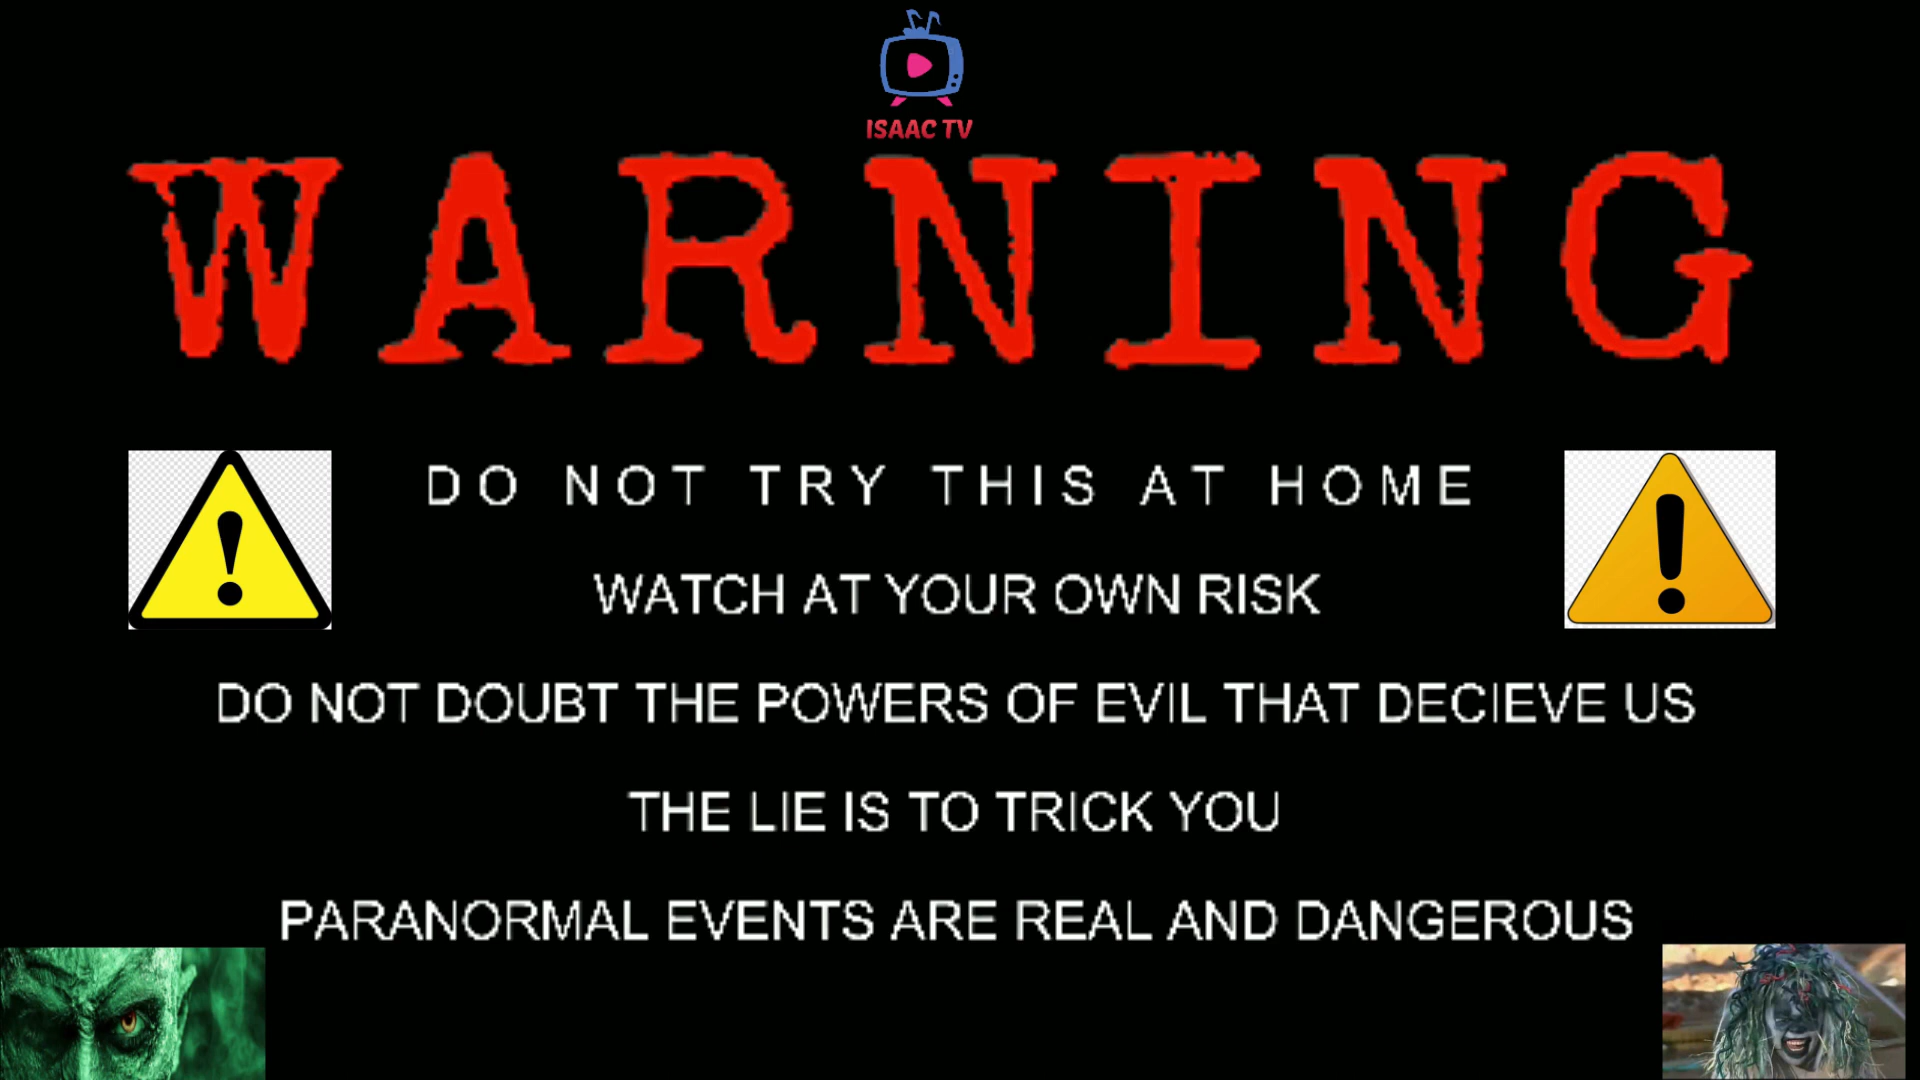 ISAAC TV
WARNING
DO NOT TRY THIS AT HOME
WATCH AT YOUR OWN RISK
DO NOT DOUBT THE POWERS OF EVIL THAT DECIEVE US
THE LIE IS TO TRICK YOU
PARANORMAL EVENTS ARE REAL AND DANGEROUS